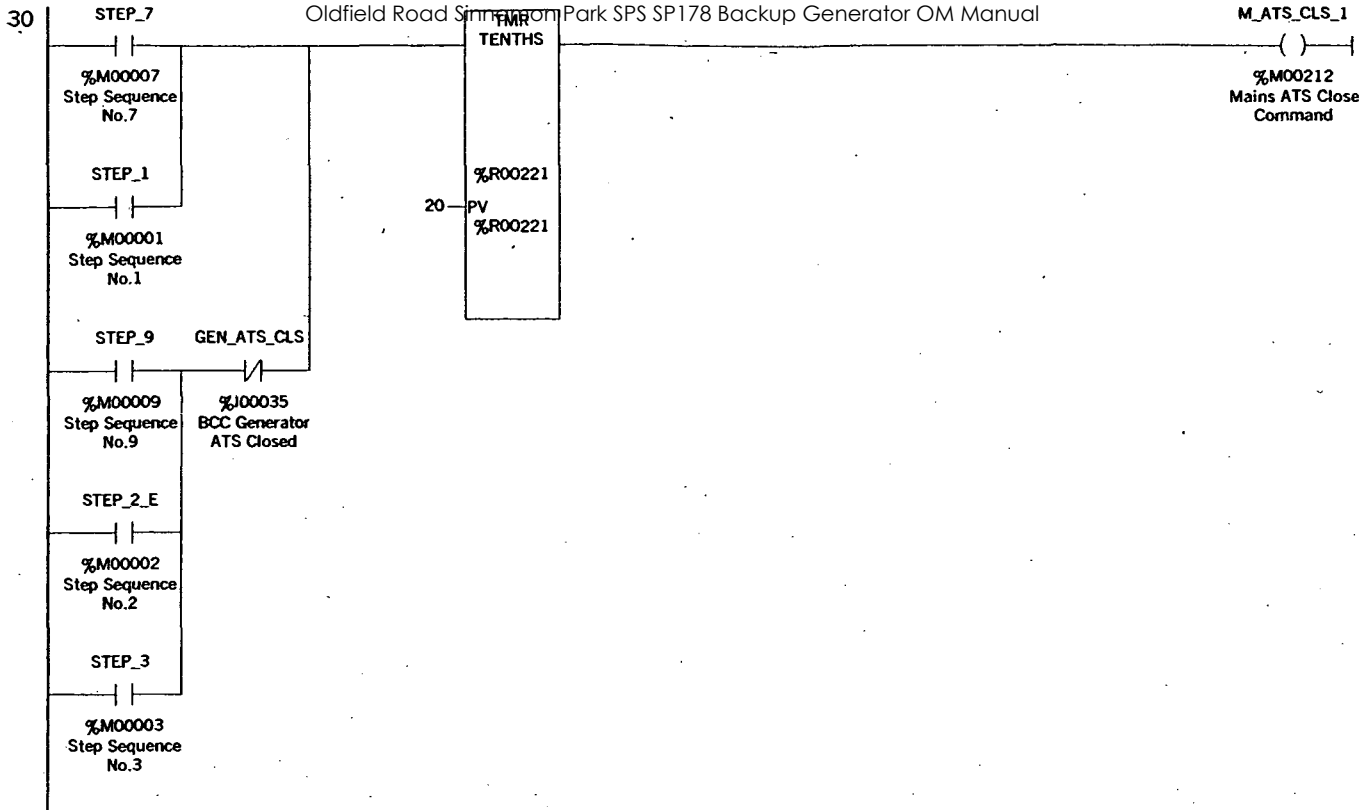 30
STEP_7
Oldfield Road Sinnamon Park SPS SP178 Backup Generator OM Manual
M_ATS_CLS_1
TMR
TENTHS
%M00007
Step Sequence
No.7
%M00212
Mains ATS Close
Command
STEP_1
%R00221
20
PV
%R00221
%M00001
Step Sequence
No.1
STEP_9
GEN_ATS_CLS
%M00009
Step Sequence
No.9
%I00035
BCC Generator
ATS Closed
STEP_2_E
%M00002
Step Sequence
No.2
STEP_3
%M00003
Step Sequence
No.3